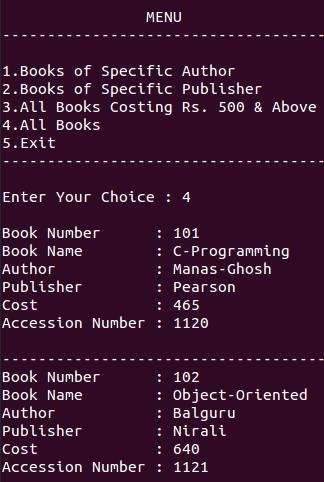 MENU
------------------------------------
1.Books of Specific Author
2.Books of Specific Publisher
3.All Books Costing Rs. 500 & Above
4.All Books
5.Exit
------------------------------------
Enter Your Choice : 4
Book Number      : 101
Book Name        : C-Programming
Author           : Manas-Ghosh
Publisher        : Pearson
Cost             : 465
Accession Number : 1120
------------------------------------
Book Number      : 102
Book Name        : Object-Oriented
Author           : Balguru
Publisher        : Nirali
Cost             : 640
Accession Number : 1121